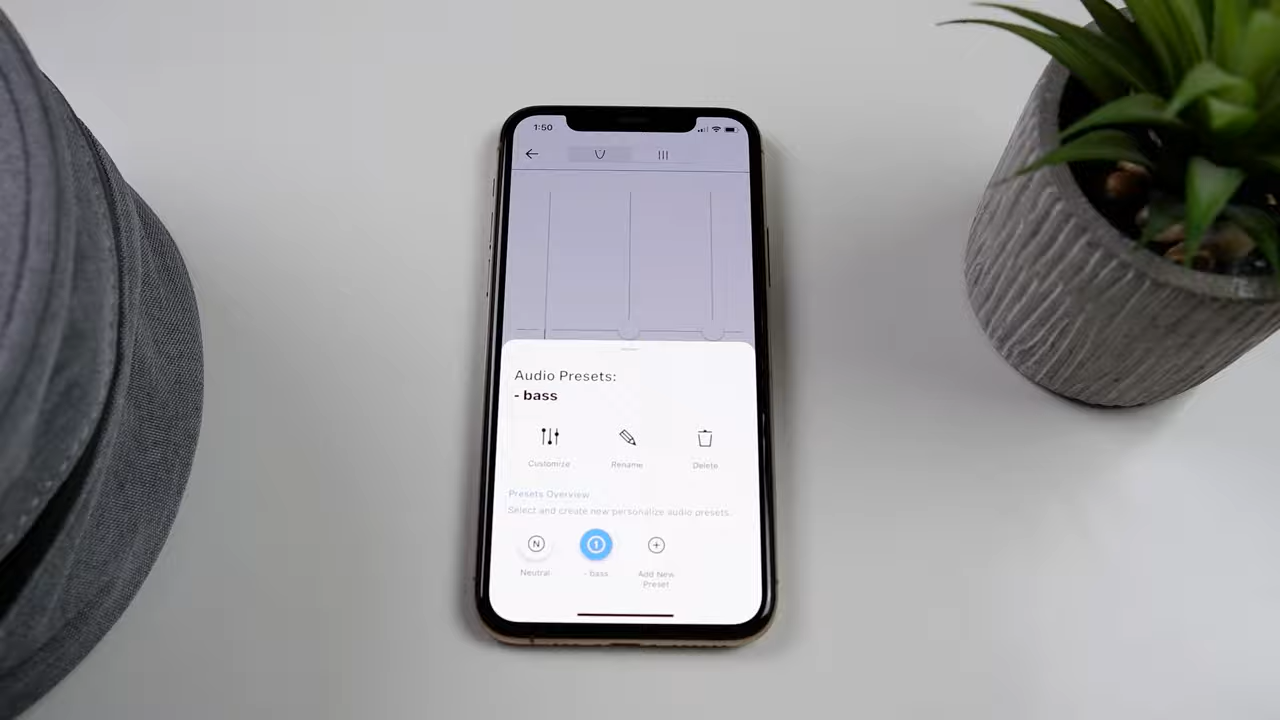 1:50
Audio Presets:
- bass
Customize Rename Delete
Presets Overview
Select and create new personalize audio presets.
N 1 +
Neutral - bass Add New
Preset